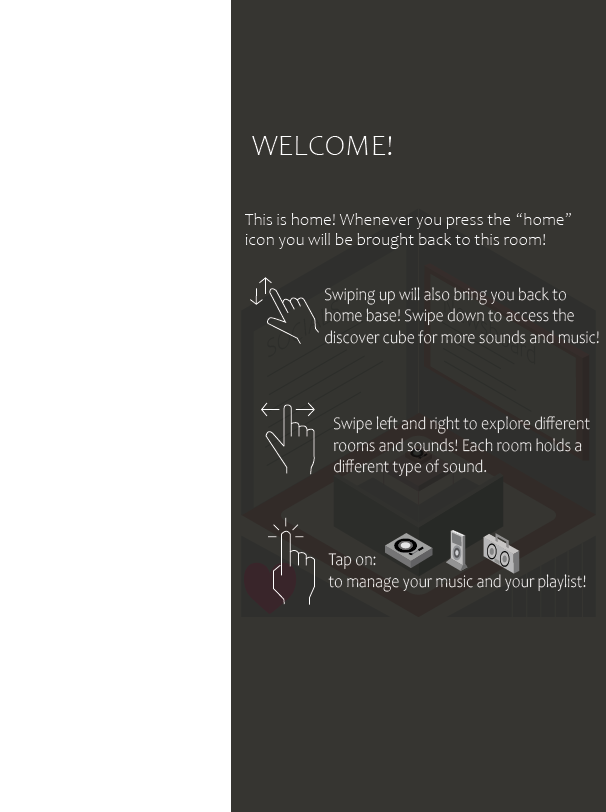 WELCOME!
This is home! Whenever you press the “home”
icon you will be brought back to this room!
Swiping up will also bring you back to
home base! Swipe down to access the
discover cube for more sounds and music!
Swipe left and right to explore different
rooms and sounds! Each room holds a
different type of sound.
Tap on:
to manage your music and your playlist!